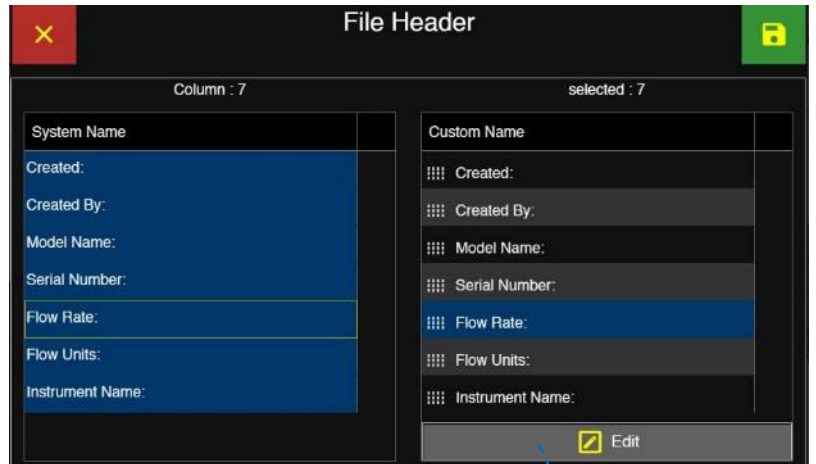 File Header
Column : 7
selected : 7
System Name
Created:
Created By:
Model Name:
Serial Number:
Flow Rate:
Flow Units:
Instrument Name:
Custom Name
Created:
Created By:
Model Name:
Serial Number:
Flow Rate:
Flow Units:
Instrument Name:
Edit